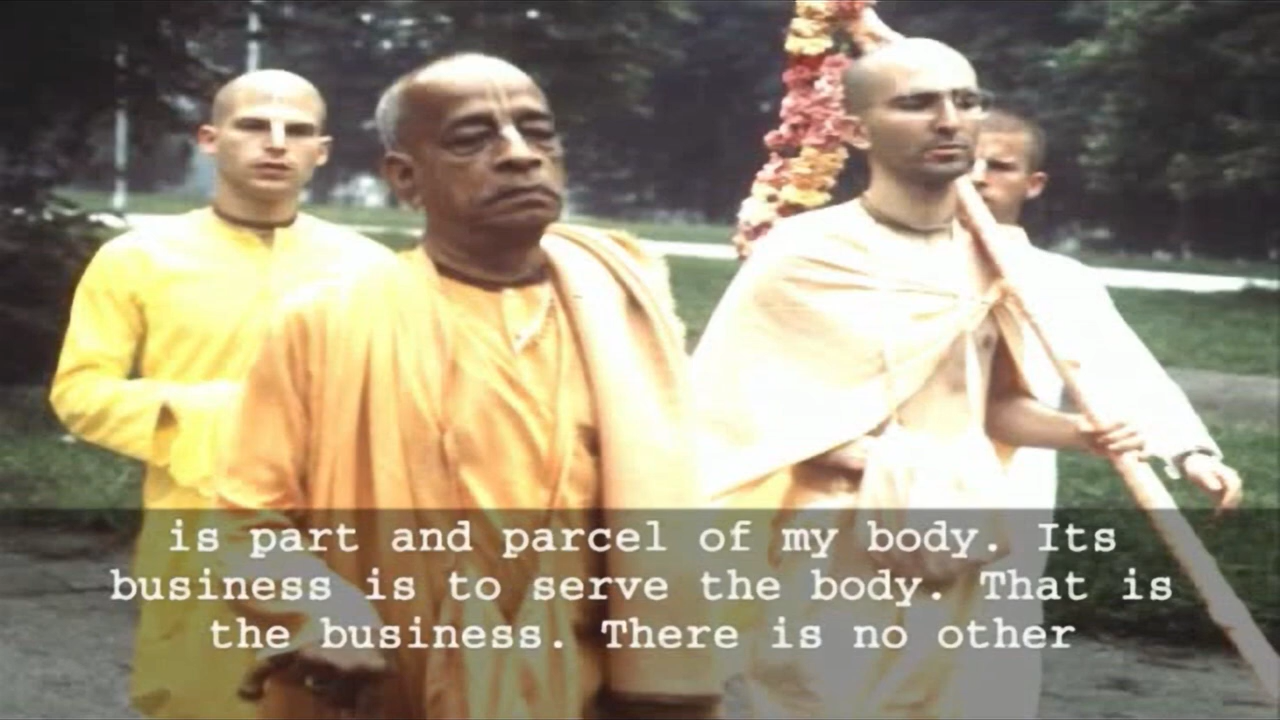 is part and parcel of my body. Its
business is to serve the body. That is
the business. There is no other